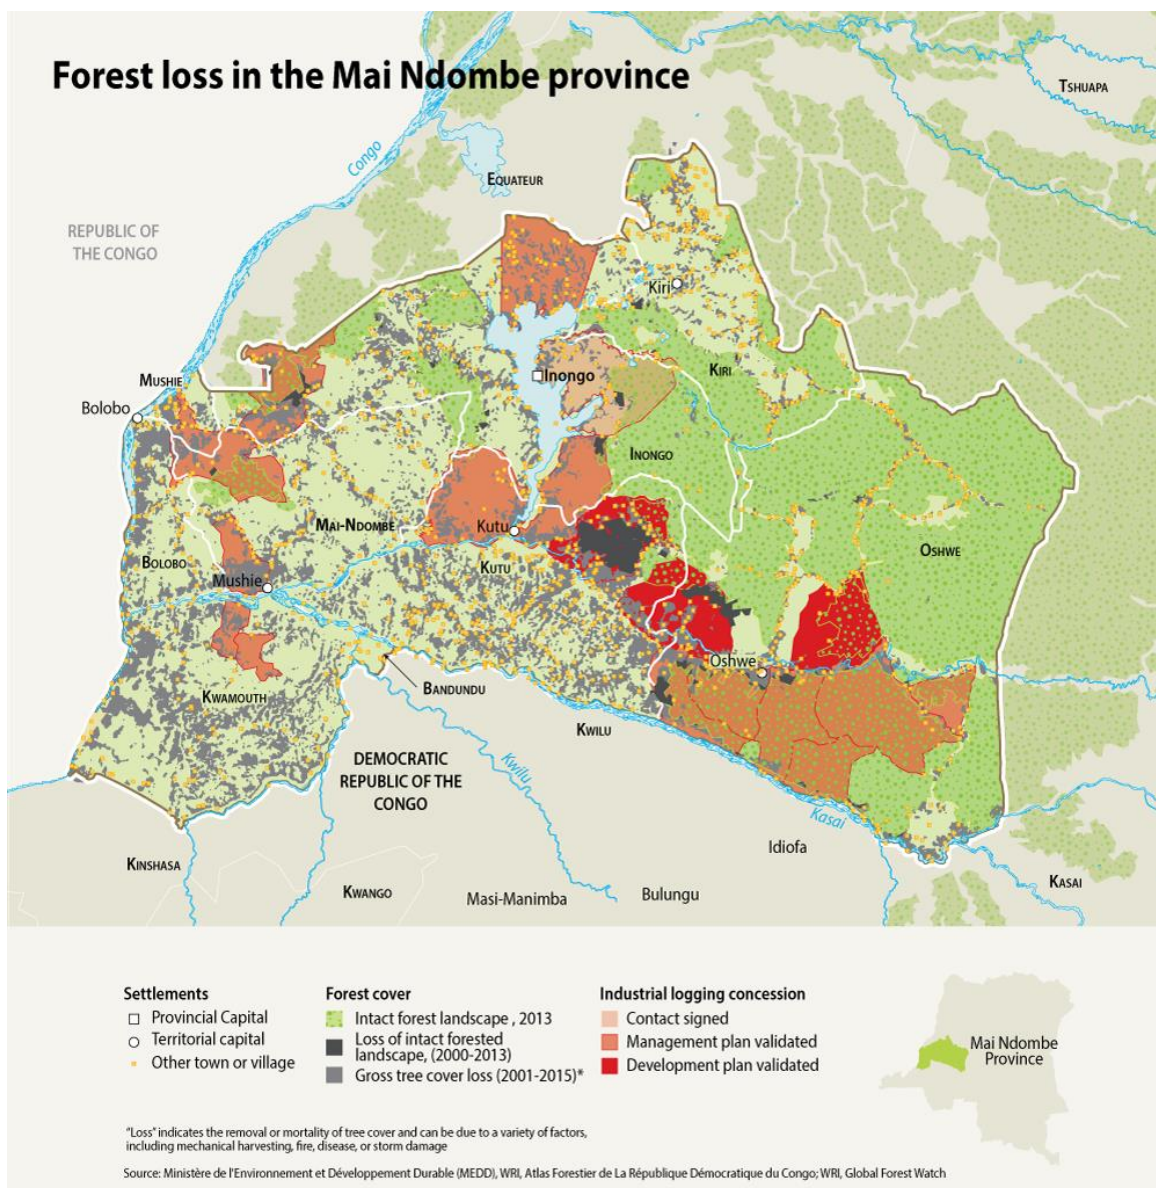 Forest loss in the Mai Ndombe province
TSHUAPA
Congo
EQUATEUR
REPUBLIC OF
THE CONGO
Kiri
MUSHIE
KIRI
Inongo
Bolobo
INONGO
MAI-NDOMBE
Kutu
OSHWE
BOLOBO
KUTU
Mushie
Oshwe
KWAMOUTH
BANDUNDU
KWILU
DEMOCRATIC
REPUBLIC OF THE
CONGO
Kwilu
Kasai
Idiofa
KINSHASA
KASAI
KWANGO
Masi-Manimba
Bulungu
Settlements
Provincial Capital
Territorial capital
Other town or village
Forest cover
Intact forest landscape , 2013
Loss of intact forested
landscape, (2000-2013)
Gross tree cover loss (2001-2015)*
Industrial logging concession
Contact signed
Management plan validated
Development plan validated
Mai Ndombe
Province
"Loss" indicates the removal or mortality of tree cover and can be due to a variety of factors,
including mechanical harvesting, fire, disease, or storm damage
Source: Ministère de l'Environnement et Développement Durable (MEDD), WRI, Atlas Forestier de La République Démocratique du Congo; WRI, Global Forest Watch